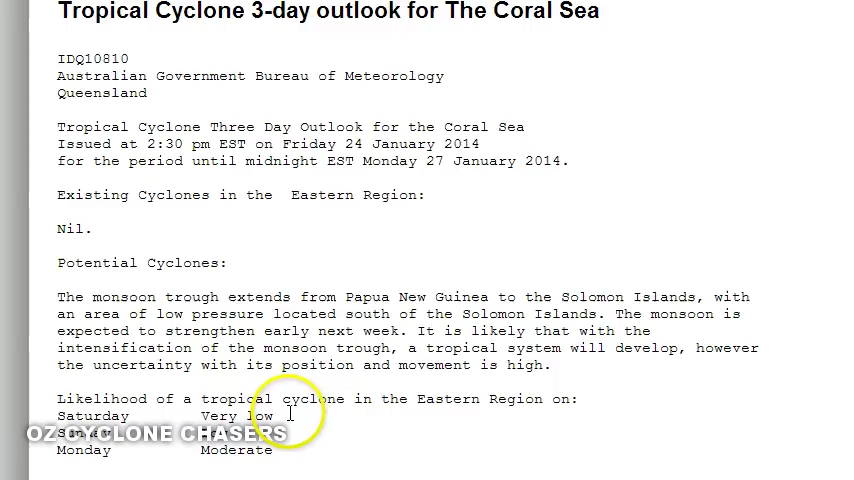 Tropical Cyclone 3-day outlook for The Coral Sea
IDQ10810
Australian Government Bureau of Meteorology
Queensland
Tropical Cyclone Three Day Outlook for the Coral Sea
Issued at 2:30 pm EST on Friday 24 January 2014
for the period until midnight EST Monday 27 January 2014.
Existing Cyclones in the Eastern Region:
Nil.
Potential Cyclones:
The monsoon trough extends from Papua New Guinea to the Solomon Islands, with
an area of low pressure located south of the Solomon Islands. The monsoon is
expected to strengthen early next week. It is likely that with the
intensification of the monsoon trough, a tropical system will develop, however
the uncertainty with its position and movement is high.
Likelihood of a tropical cyclone in the Eastern Region on:
Saturday Very low
Sunday
OZ CYCLONE CHASERS
Monday Moderate